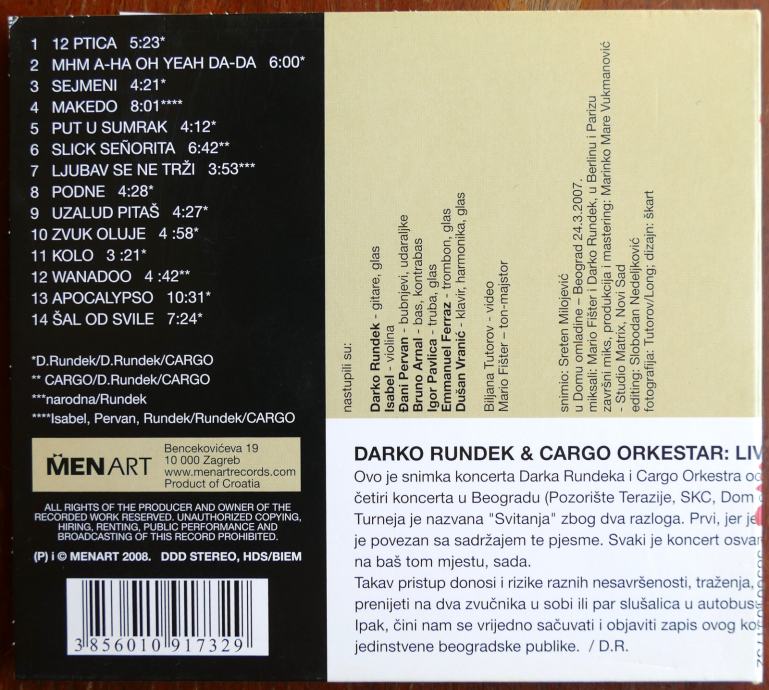 1 12 PTICA 5:23*
2 MHM A-HA OH YEAH DA-DA 6:00*
3 SEJMENI 4:21*
4 MAKEDO 8:01****
5 PUT U SUMRAK 4:12*
6 SLICK SEÑORITA 6:42**
7 LJUBAV SE NE TRŽI 3:53***
8 PODNE 4:28*
9 UZALUD PITAŠ 4:27*
10 ZVUK OLUJE 4 :58*
11 KOLO 3 :21*
12 WANADOO 4 :42**
13 APOCALYPSO 10:31*
14 ŠAL OD SVILE 7:24*
*D.Rundek/D.Rundek/CARGO
** CARGO/D.Rundek/CARGO
***narodna/Rundek
****Isabel, Pervan, Rundek/Rundek/CARGO
MENART
Bencekovićeva 19
10 000 Zagreb
www.menartrecords.com
Product of Croatia
ALL RIGHTS OF THE PRODUCER AND OWNER OF THE
RECORDED WORK RESERVED. UNAUTHORIZED COPYING,
HIRING, RENTING, PUBLIC PERFORMANCE AND
BROADCASTING OF THIS RECORD PROHIBITED.
(P) i © MENART 2008. DDD STEREO, HDS/BIEM
3 856010 917329
nastupili su:
Darko Rundek - gitare, glas
Isabel - violina
Đani Pervan - bubnjevi, udaraljke
Bruno Arnal - bas, kontrabas
Igor Pavlica - truba, glas
Emmanuel Ferraz - trombon, glas
Dušan Vranić - klavir, harmonika, glas
Biljana Tutorov - video
Mario Fišter – ton-majstor
snimio: Sreten Milojević
u Domu omladine – Beograd 24.3.2007.
miksali: Mario Fišter i Darko Rundek, u Berlinu i Parizu
završni miks, produkcija i mastering: Marinko Mare Vukmanović
- Studio Matrix, Novi Sad
editing: Slobodan Nedeljković
fotografija: Tutorov/Long; dizajn: škart
DARKO RUNDEK & CARGO ORKESTAR: LIV
Ovo je snimka koncerta Darka Rundeka i Cargo Orkestra od
četiri koncerta u Beogradu (Pozorište Terazije, SKC, Dom
Turneja je nazvana "Svitanja" zbog dva razloga. Prvi, jer je
je povezan sa sadržajem te pjesme. Svaki je koncert osvar
na baš tom mjestu, sada.
Takav pristup donosi i rizike raznih nesavršenosti, traženja,
prenijeti na dva zvučnika u sobi ili par slušalica u autobus
Ipak, čini nam se vrijedno sačuvati i objaviti zapis ovog ko
jedinstvene beogradske publike. / D.R.